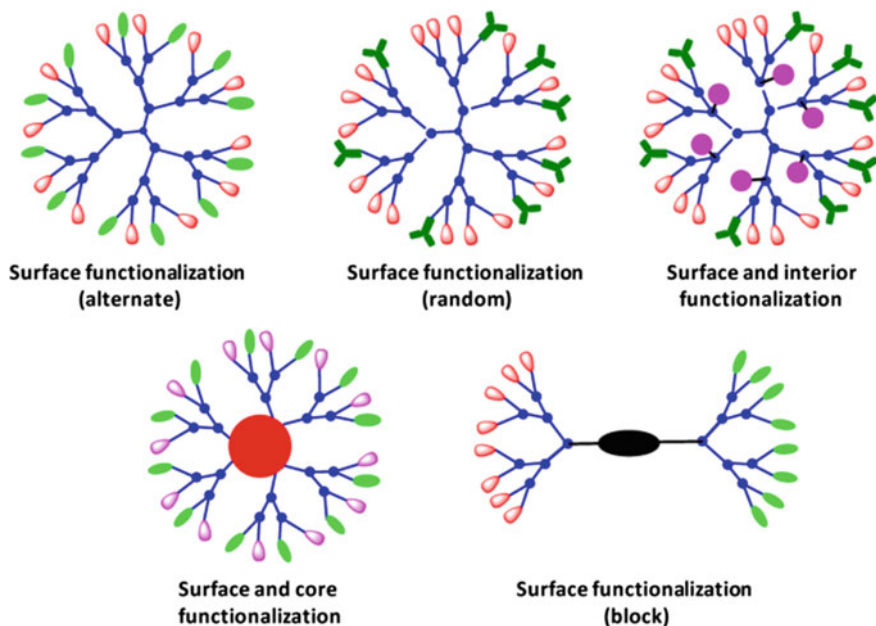 Surface functionalization
(alternate)
Surface functionalization
(random)
Surface and interior
functionalization
Surface and core
functionalization
Surface functionalization
(block)